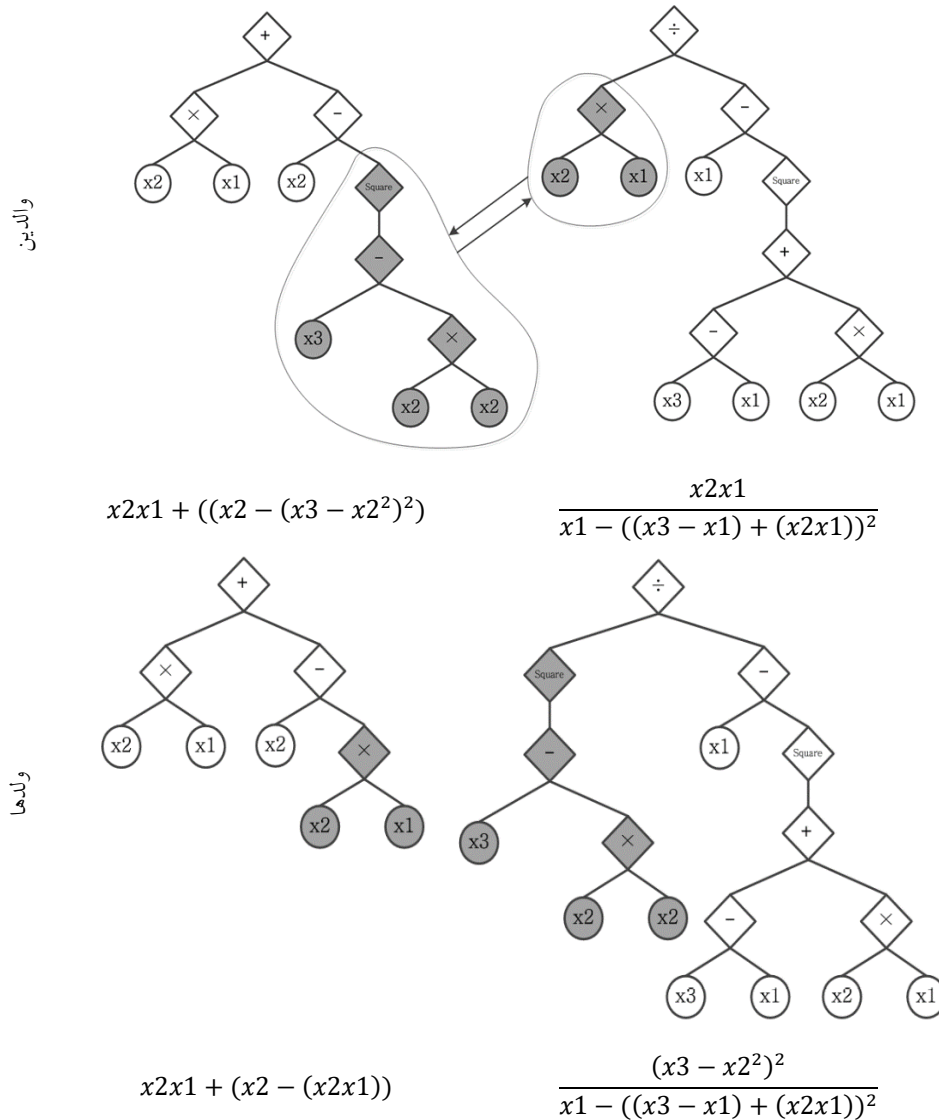 + ÷
× - × -
x2 x1 x2 Square x2 x1 x1 Square
- +
x3 × - ×
x2 x2 x3 x1 x2 x1
والدین
x2x1 + ((x2 − (x3 − x2²)²)
x2x1
x1 − ((x3 − x1) + (x2x1))²
+ ÷
× - Square -
x2 x1 x2 × - x1 Square
x2 x1 x3 × +
x2 x2 - ×
x3 x1 x2 x1
ولدها
x2x1 + (x2 − (x2x1))
(x3 − x2²)²
x1 − ((x3 − x1) + (x2x1))²